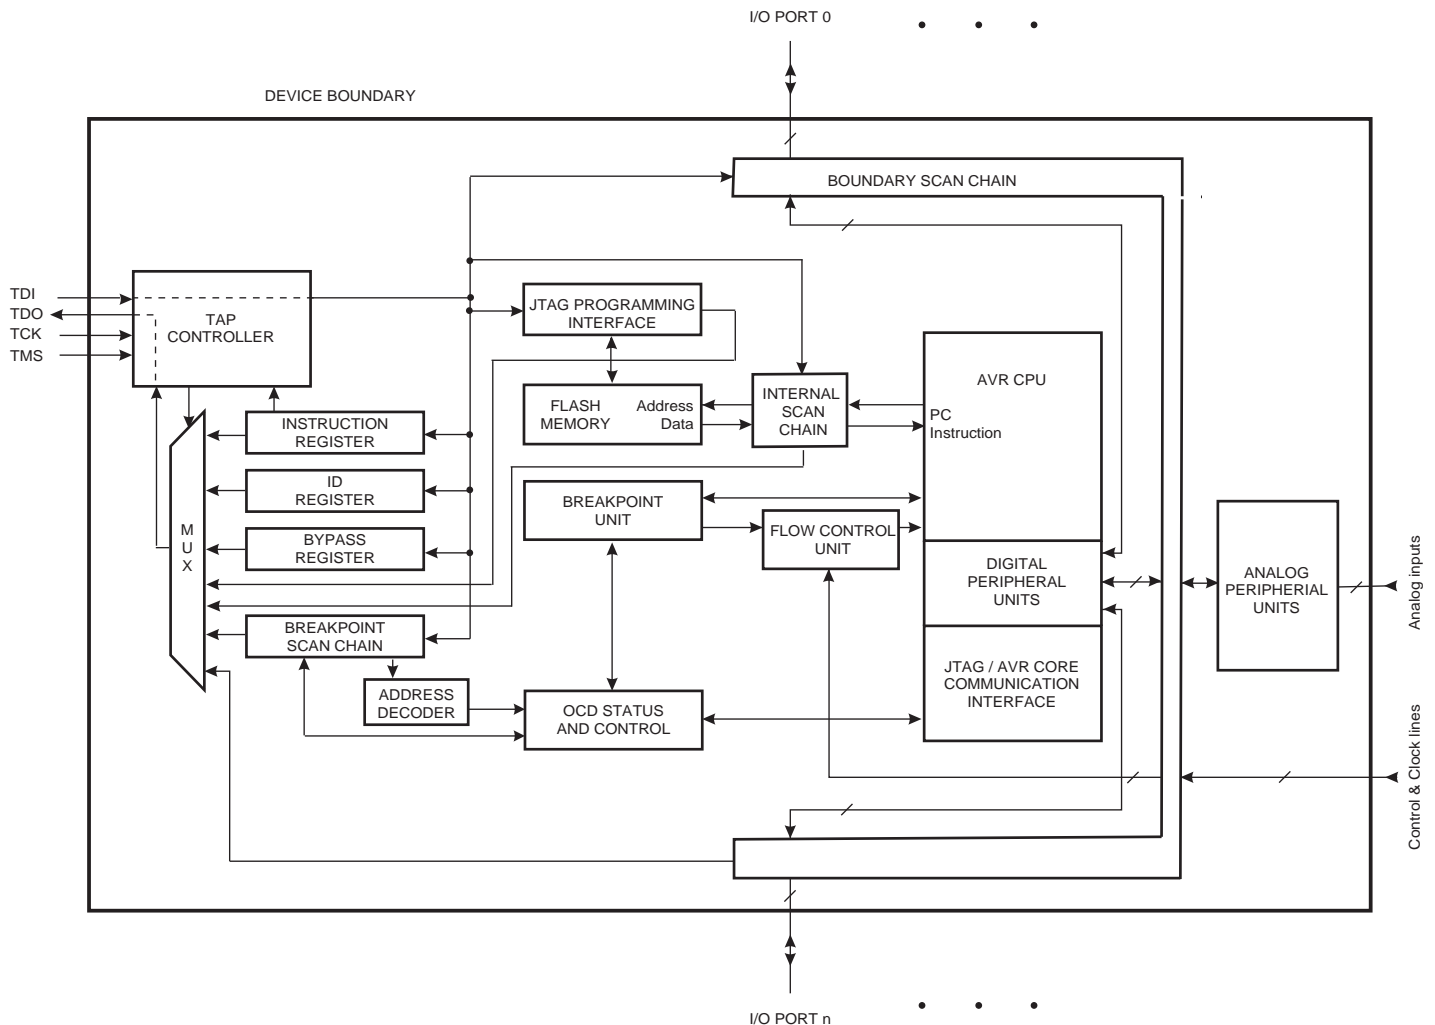 I/O PORT 0
DEVICE BOUNDARY
BOUNDARY SCAN CHAIN
TDI
TDO
TCK
TMS
TAP
CONTROLLER
JTAG PROGRAMMING
INTERFACE
FLASH
MEMORY
Address
Data
INTERNAL
SCAN
CHAIN
AVR CPU
PC
Instruction
INSTRUCTION
REGISTER
ID
REGISTER
BYPASS
REGISTER
M
U
X
BREAKPOINT
UNIT
FLOW CONTROL
UNIT
DIGITAL
PERIPHERAL
UNITS
ANALOG
PERIPHERIAL
UNITS
Analog inputs
BREAKPOINT
SCAN CHAIN
ADDRESS
DECODER
OCD STATUS
AND CONTROL
JTAG / AVR CORE
COMMUNICATION
INTERFACE
Control & Clock lines
I/O PORT n